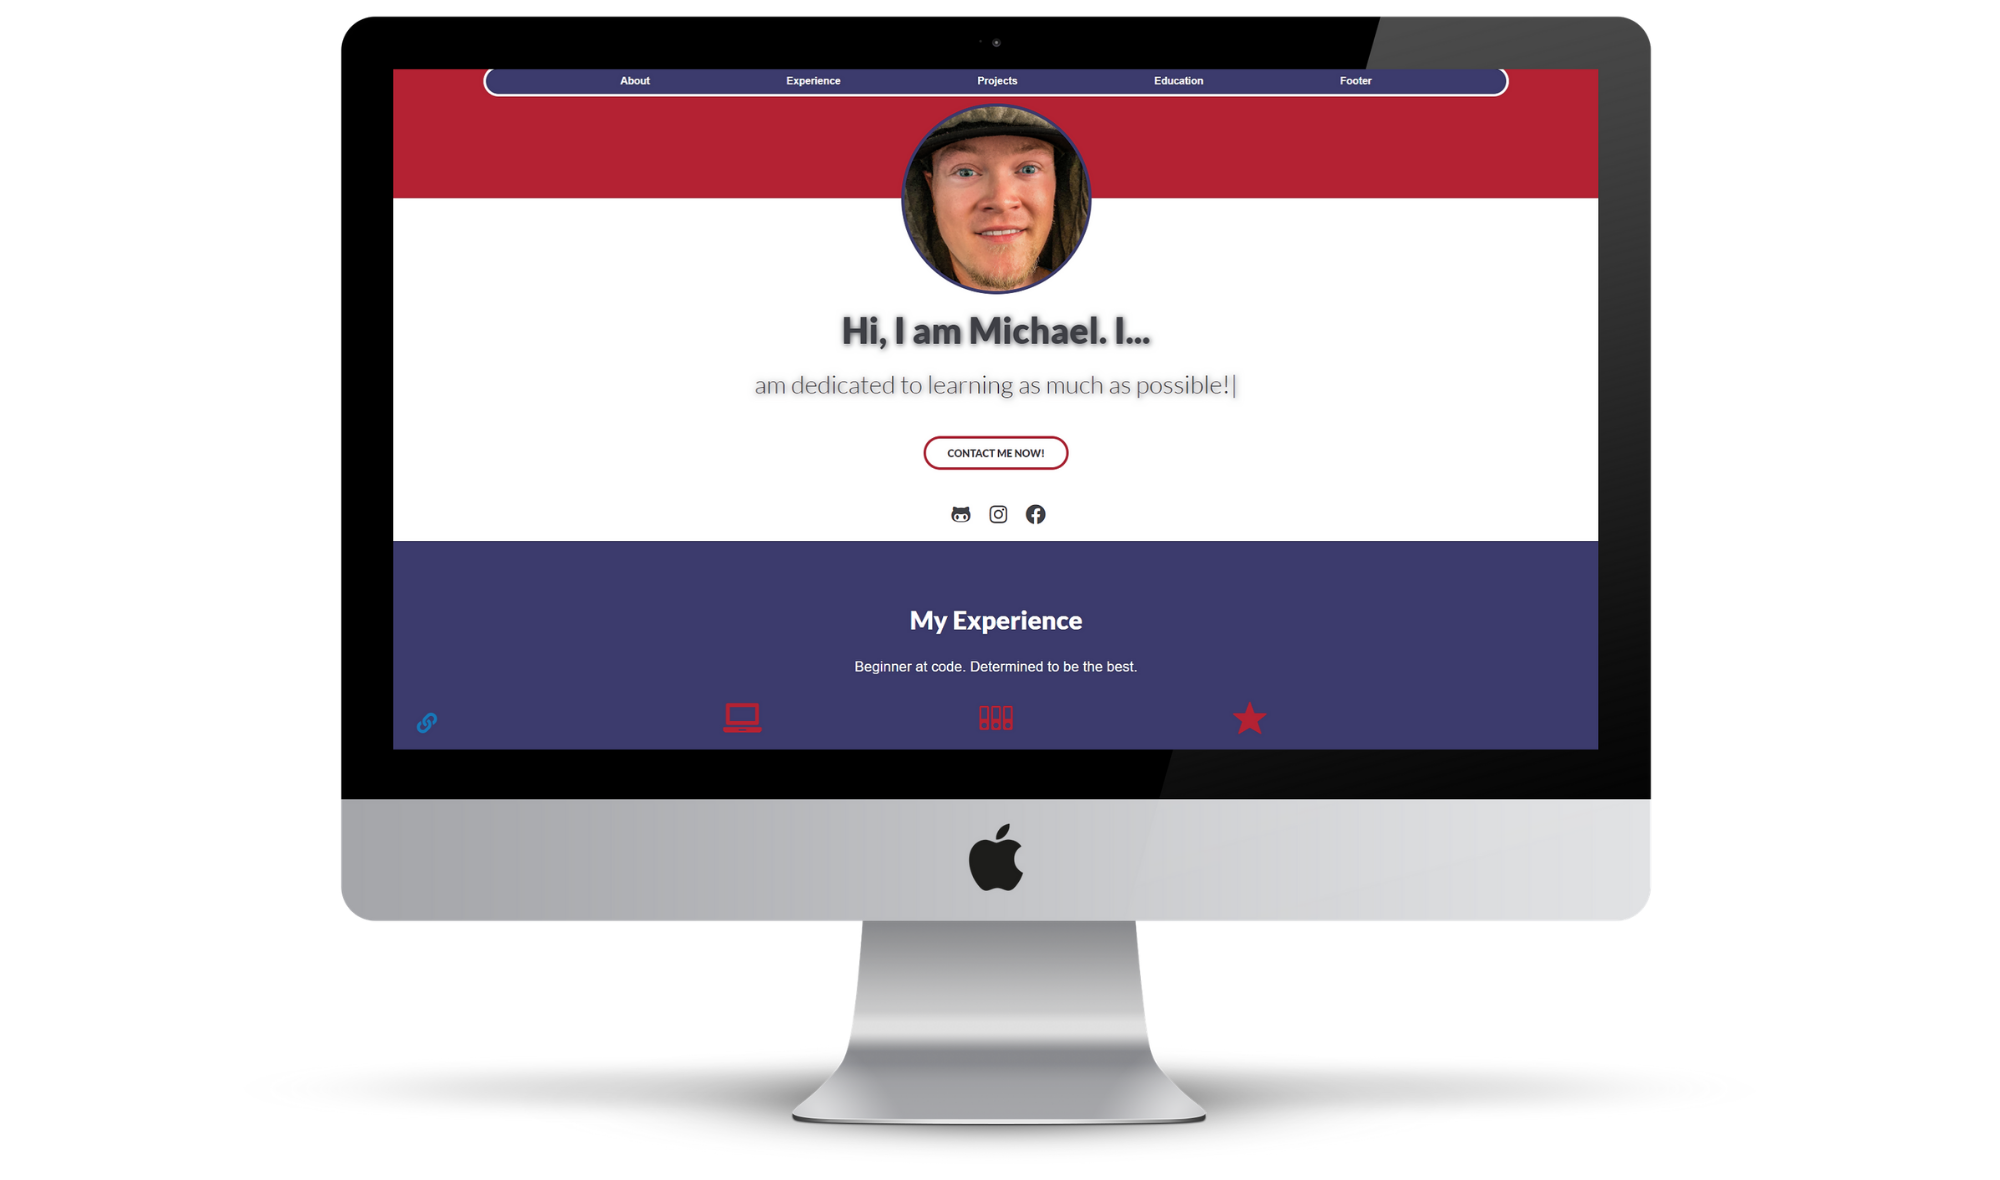 About Experience Projects Education Footer
Hi, I am Michael. I...
am dedicated to learning as much as possible!|
CONTACT ME NOW!
My Experience
Beginner at code. Determined to be the best.